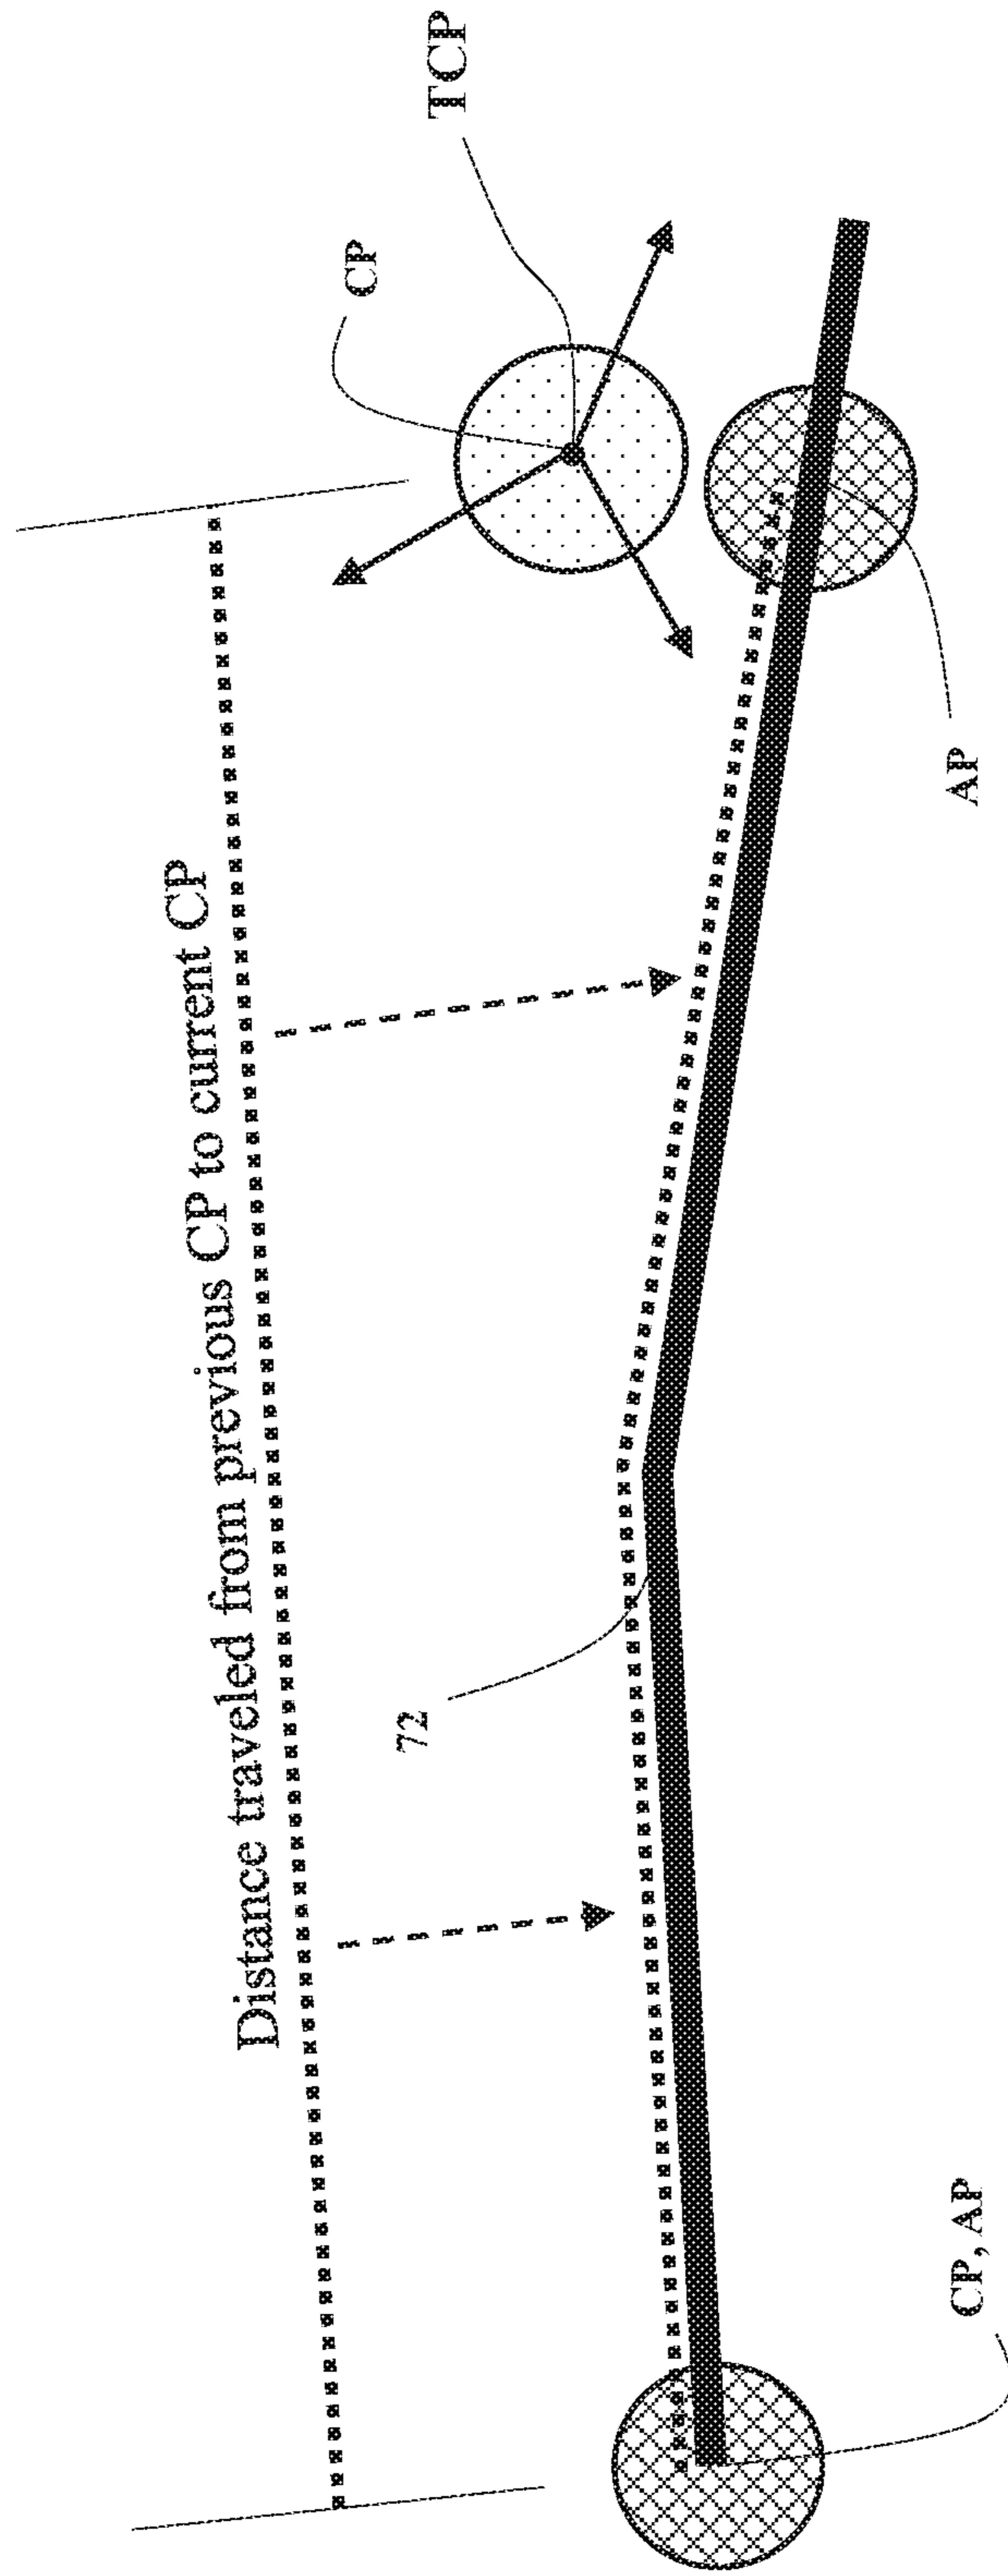 Distance traveled from previous CP to current CP
TCP
CP
72
AP
CP, AP